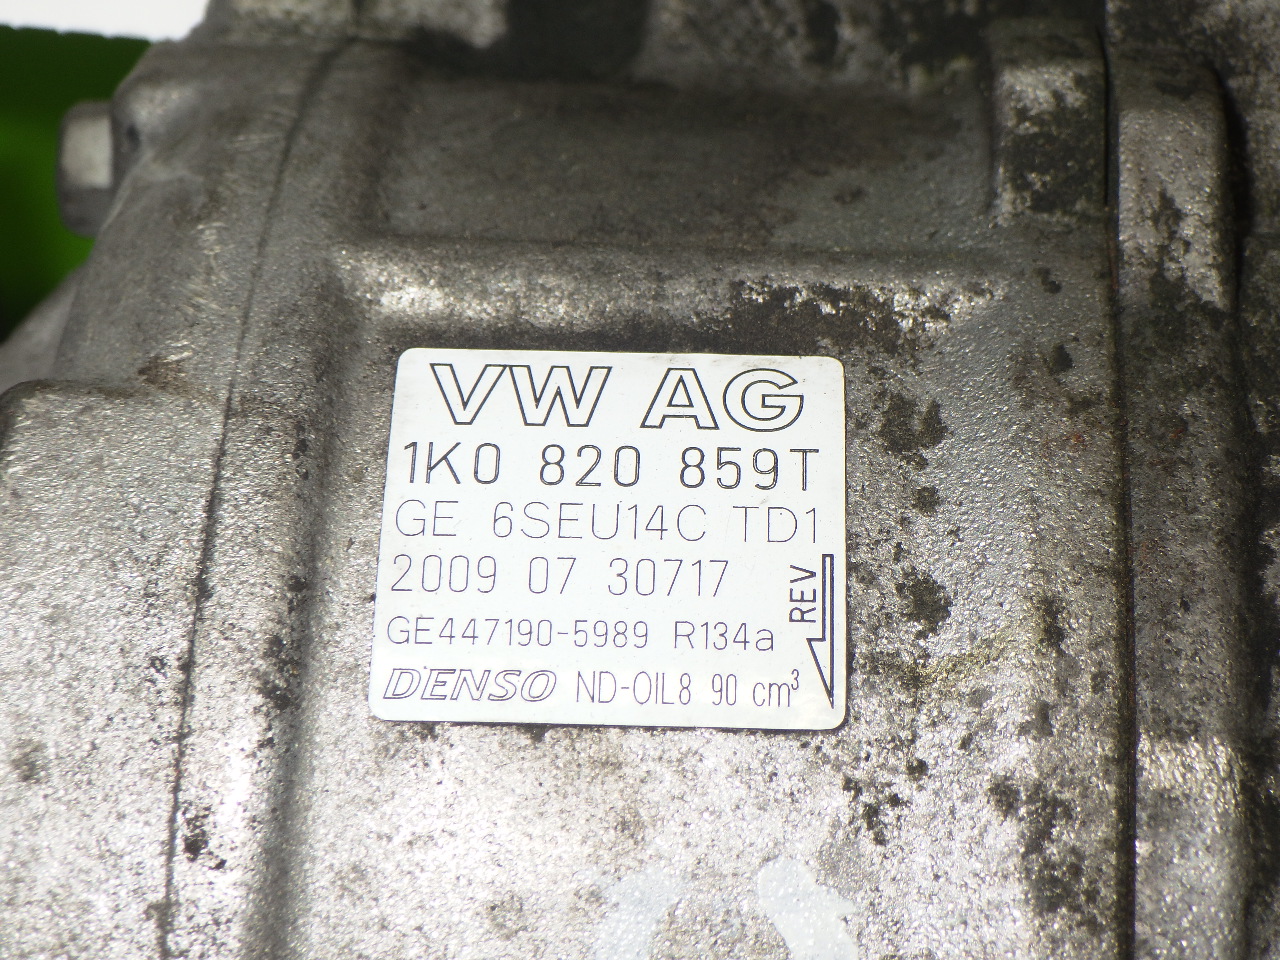 VW AG
1K0 820 859T
GE 6SEU14C TD1
2009 07 30717
REV
GE447190-5989 R134a
DENSO ND-OIL8 90 cm³